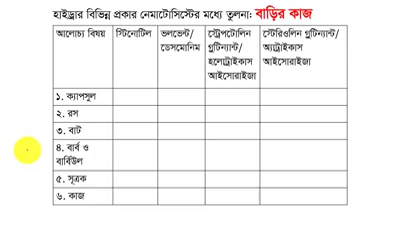 হাইড্রার বিভিন্ন প্রকার নেমাটোসিস্টের মধ্যে তুলনা: বাড়ির কাজ
আলোচ্য বিষয় স্টিনোটিল ভলভেন্ট/ ডেসমোনিম স্ট্রেপটোলিন গ্লুটিন্যান্ট/ হলোট্রাইকাস আইসোরাইজা স্টেরিওলিন গ্লুটিন্যান্ট/ অ্যাট্রাইকাস আইসোরাইজা
১. ক্যাপসুল
২. রস
৩. বাট
৪. বার্ব ও
বার্বিউল
৫. সূত্রক
৬. কাজ